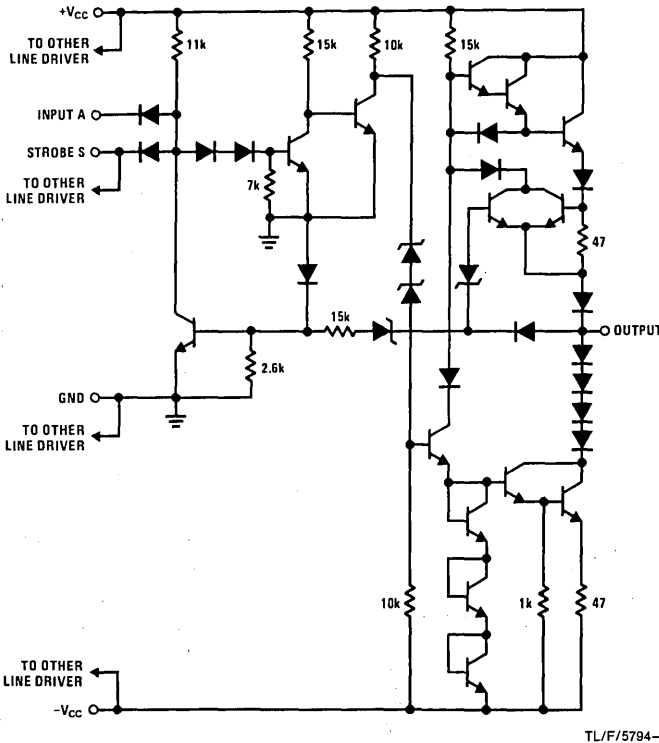 +VCC
TO OTHER
LINE DRIVER
11k
15k
10k
15k
INPUT A
STROBE S
TO OTHER
LINE DRIVER
7k
47
15k
OUTPUT
2.6k
GND
TO OTHER
LINE DRIVER
10k
1k
47
TO OTHER
LINE DRIVER
-VCC
TL/F/5794-